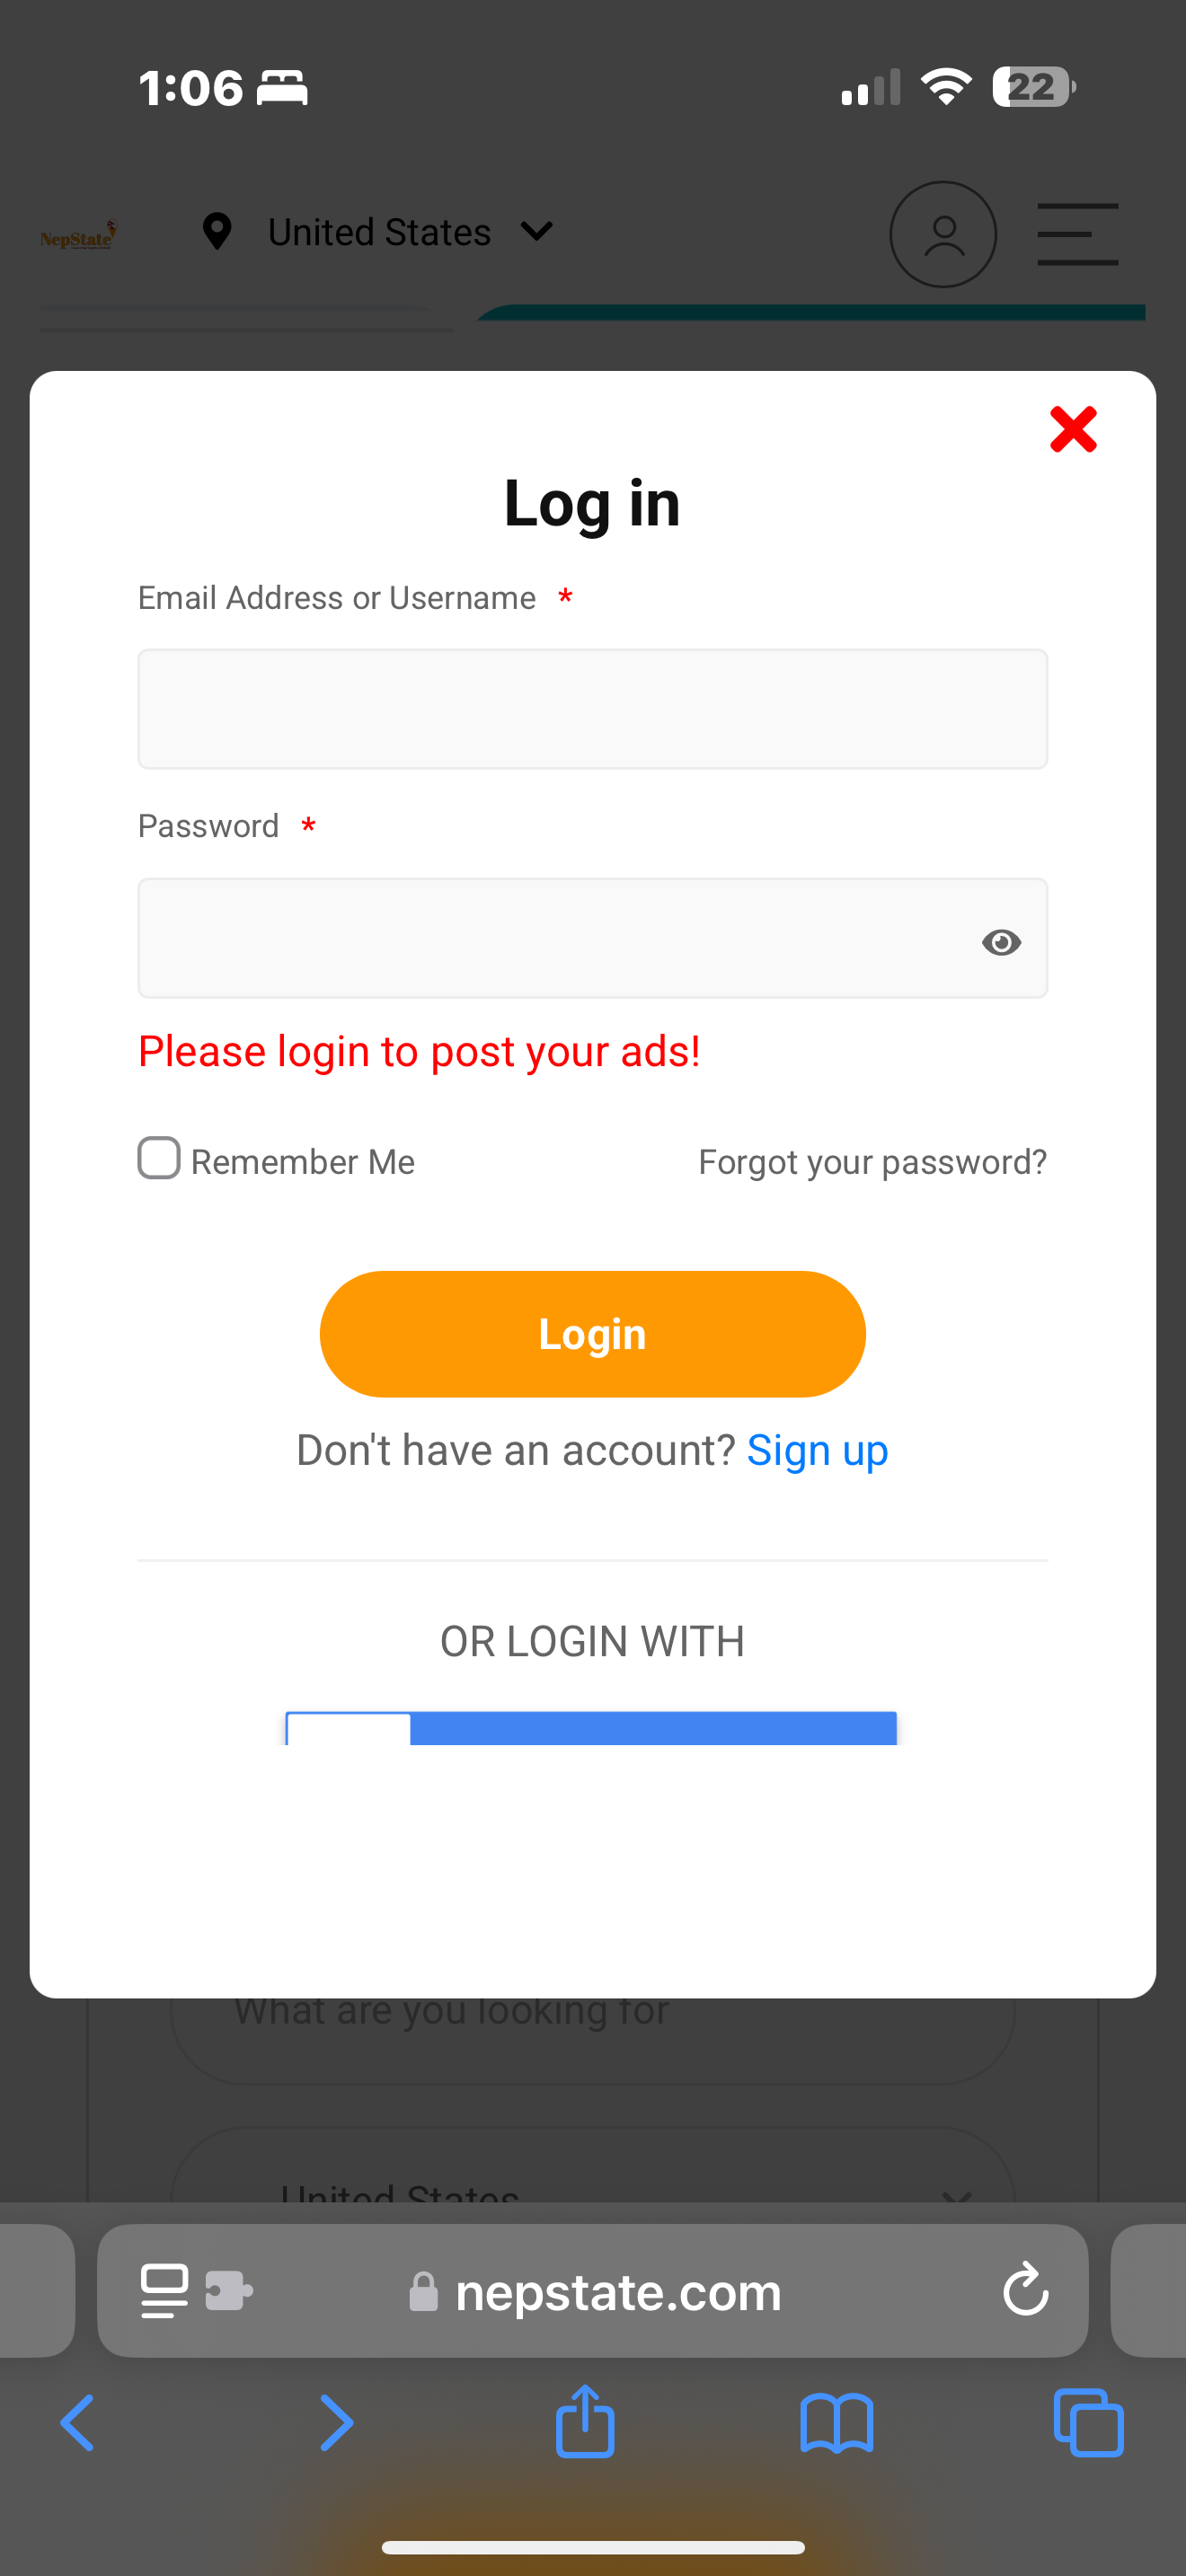 1:06
22
NepState
United States
Log in
Email Address or Username *
Password *
Please login to post your ads!
Remember Me
Forgot your password?
Login
Don't have an account? Sign up
OR LOGIN WITH
What are you looking for
United States
nepstate.com